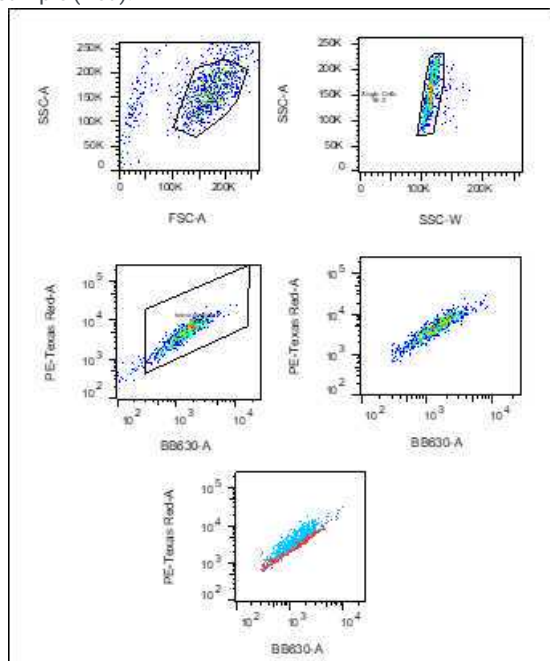 250K
200K
150K
100K
50K
0
SSC-A
0
100K
200K
FSC-A
250K
200K
150K
100K
50K
0
SSC-A
Single Cells
0
100K
200K
SSC-W
10^5
10^4
10^3
10^2
PE-Texas Red-A
10^2
10^3
10^4
BB630-A
10^5
10^4
10^3
10^2
PE-Texas Red-A
10^2
10^3
10^4
BB630-A
10^5
10^4
10^3
10^2
PE-Texas Red-A
10^2
10^3
10^4
BB630-A